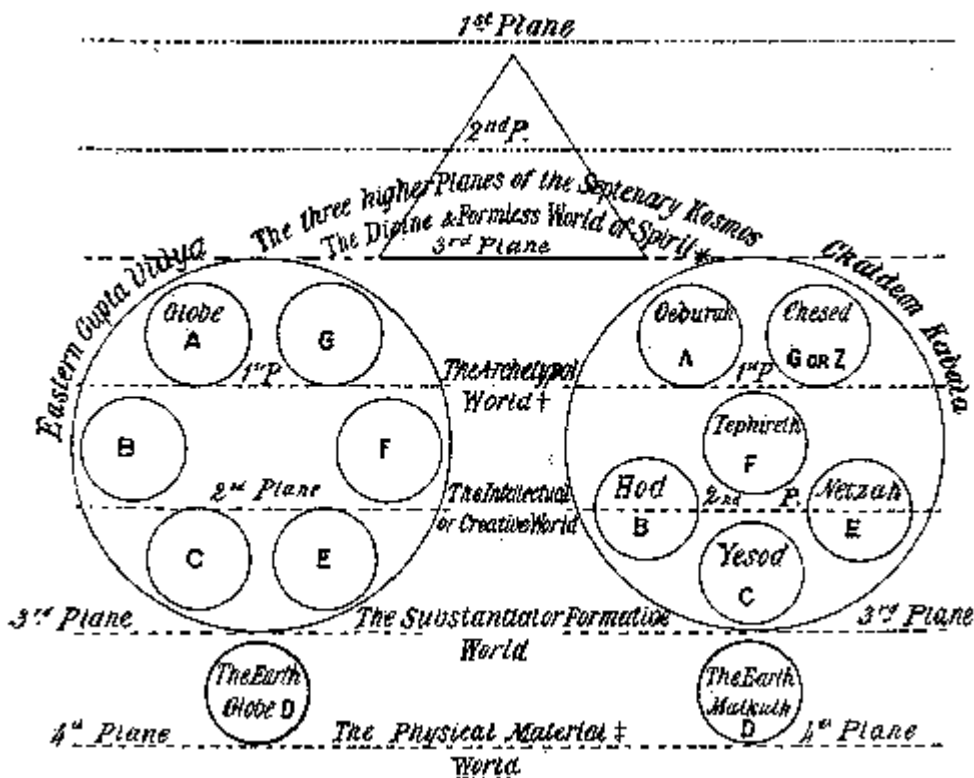 1st Plane
2nd P.
The three higher Planes of the Septenary Kosmos
The Divine & Formless World of Spirit *
3rd Plane
Eastern Gupta Vidya
Chaldean Kabala
Globe
A
G
Geburah
A
Chesed
G OR Z
1st P.
The Archetypal
World †
1st P
B
F
Tephireth
F
2nd Plane
The Intellectual
or Creative World
Hod
B
2nd
P.
Netzah
E
C
E
Yesod
C
3rd Plane
The Substantial or Formative
World
3rd Plane
The Earth
Globe D
The Earth
Malkuth
D
4th Plane
The Physical Material ‡
World
4th Plane